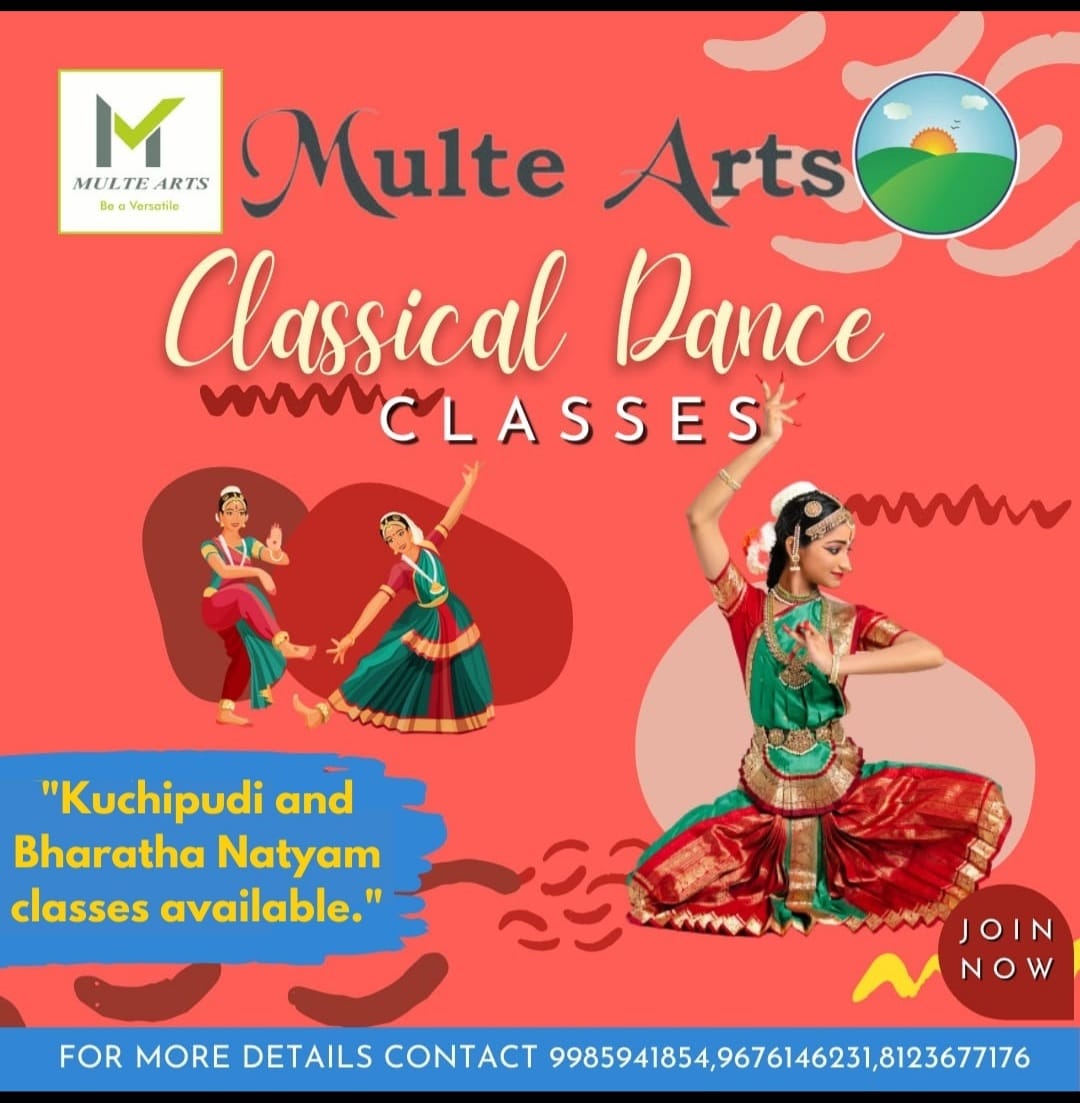 MULTE ARTS
Be a Versatile
Multe Arts
Classical Dance
CLASSES
"Kuchipudi and
Bharatha Natyam
classes available."
JOIN
NOW
FOR MORE DETAILS CONTACT 9985941854,9676146231,8123677176